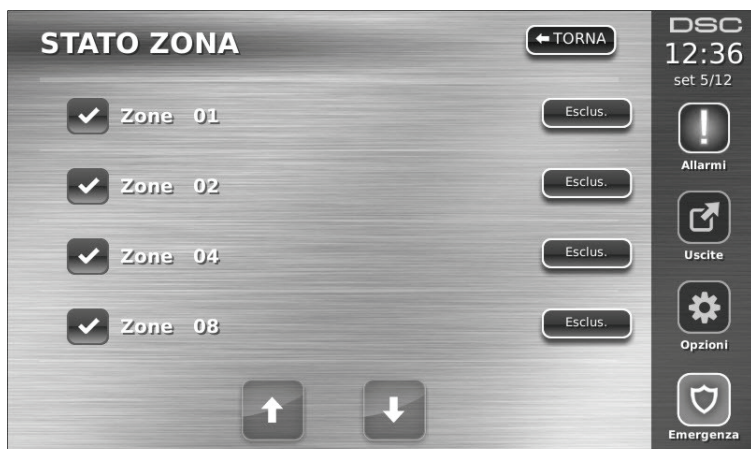 STATO ZONA
TORNA
Zone 01
Esclus.
Zone 02
Esclus.
Zone 04
Esclus.
Zone 08
Esclus.
DSC
12:36
set 5/12
Allarmi
Uscite
Opzioni
Emergenza